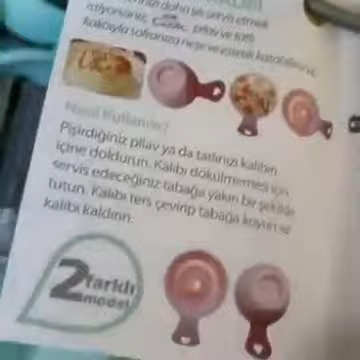 daha şık servis etmek
istiyorsanız, pilav ve tatlı
kalıbıyla sofranıza neşe ve estetik katabilirsiniz.
Nasıl Kullanılır?
Pişirdiğiniz pilav ya da tatlınızı kalıbın
içine doldurun. Kalıbı dökülmemesi için
servis edeceğiniz tabağa yakın bir şekilde
tutun. Kalıbı ters çevirip tabağa koyun ve
kalıbı kaldırın.
2 farklı
model